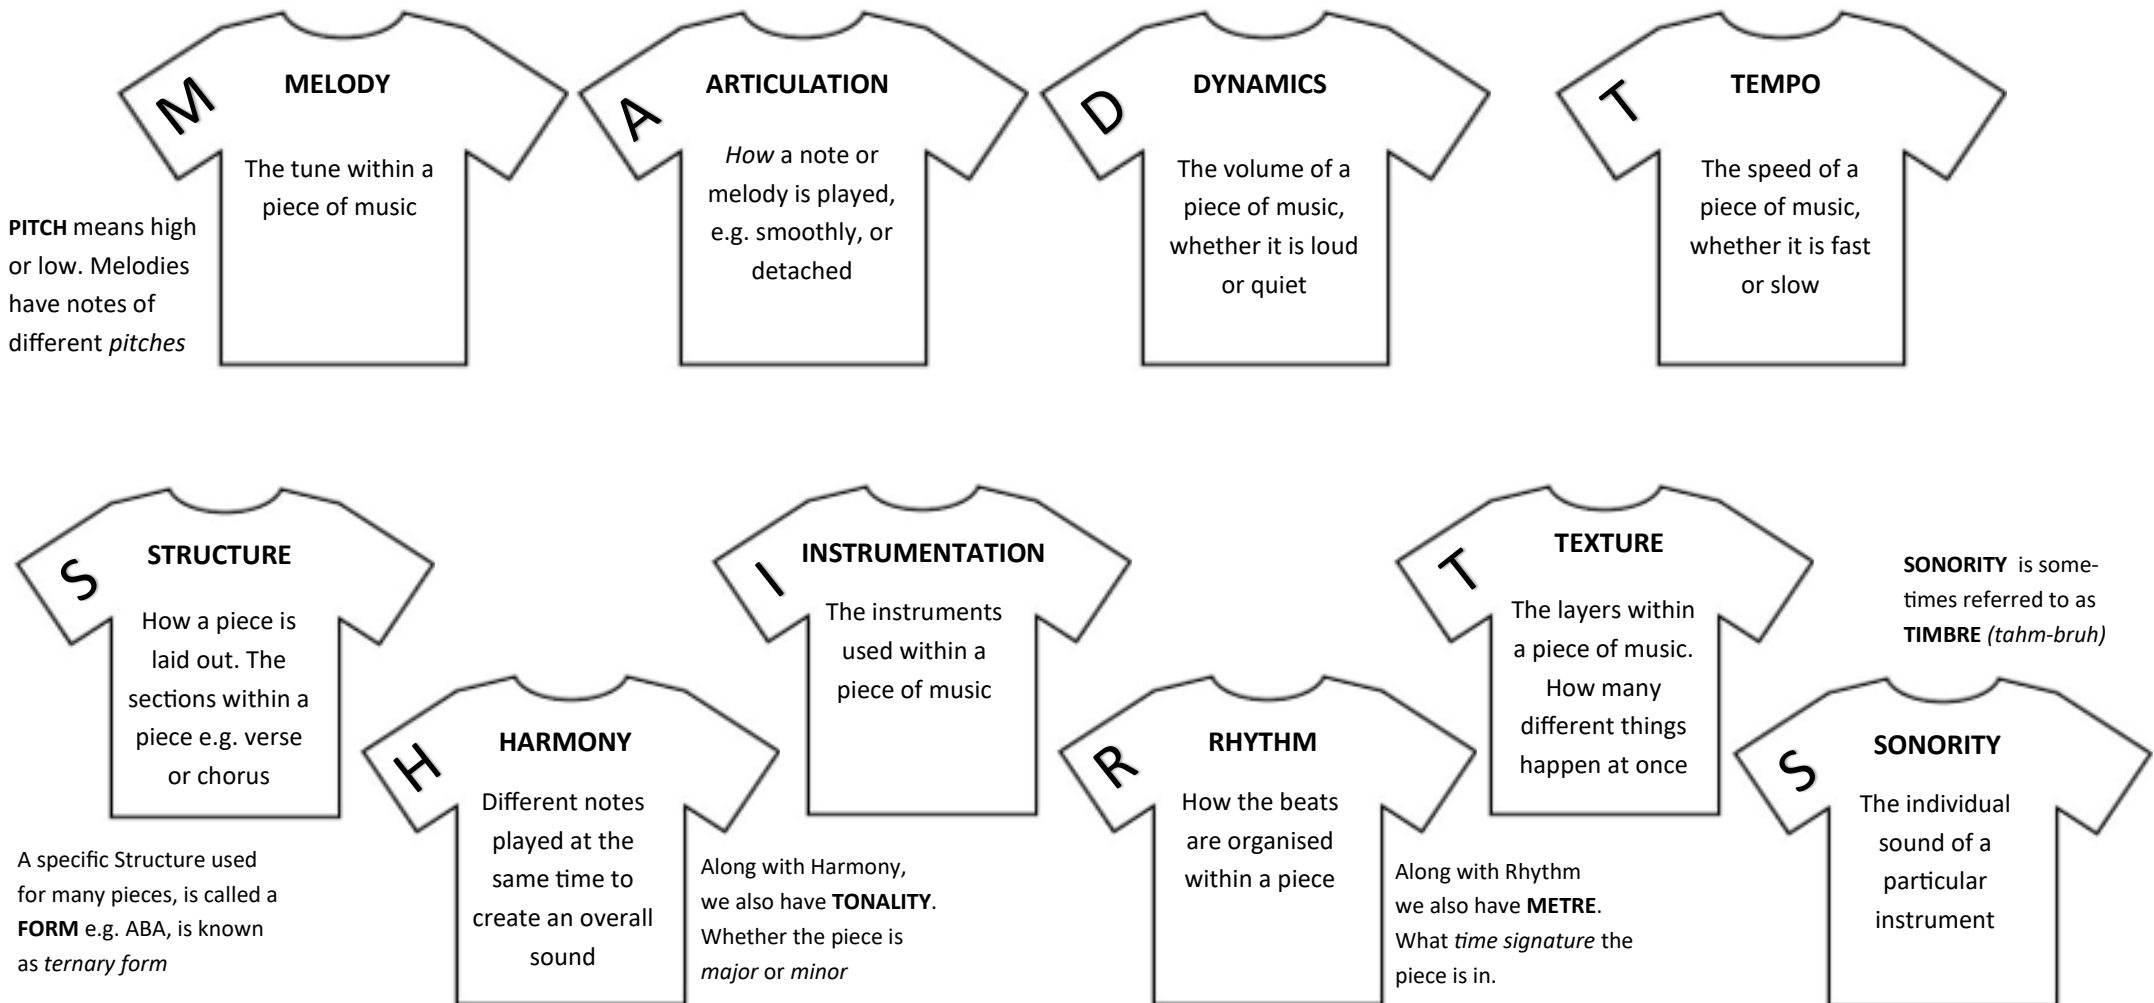 M
MELODY
The tune within a
piece of music
PITCH means high
or low. Melodies
have notes of
different pitches
A
ARTICULATION
How a note or
melody is played,
e.g. smoothly, or
detached
D
DYNAMICS
The volume of a
piece of music,
whether it is loud
or quiet
T
TEMPO
The speed of a
piece of music,
whether it is fast
or slow
S
STRUCTURE
How a piece is
laid out. The
sections within a
piece e.g. verse
or chorus
A specific Structure used
for many pieces, is called a
FORM e.g. ABA, is known
as ternary form
H
HARMONY
Different notes
played at the
same time to
create an overall
sound
I
INSTRUMENTATION
The instruments
used within a
piece of music
Along with Harmony,
we also have TONALITY.
Whether the piece is
major or minor
R
RHYTHM
How the beats
are organised
within a piece
T
TEXTURE
The layers within
a piece of music.
How many
different things
happen at once
Along with Rhythm
we also have METRE.
What time signature the
piece is in.
SONORITY is some-
times referred to as
TIMBRE (tahm-bruh)
S
SONORITY
The individual
sound of a
particular
instrument